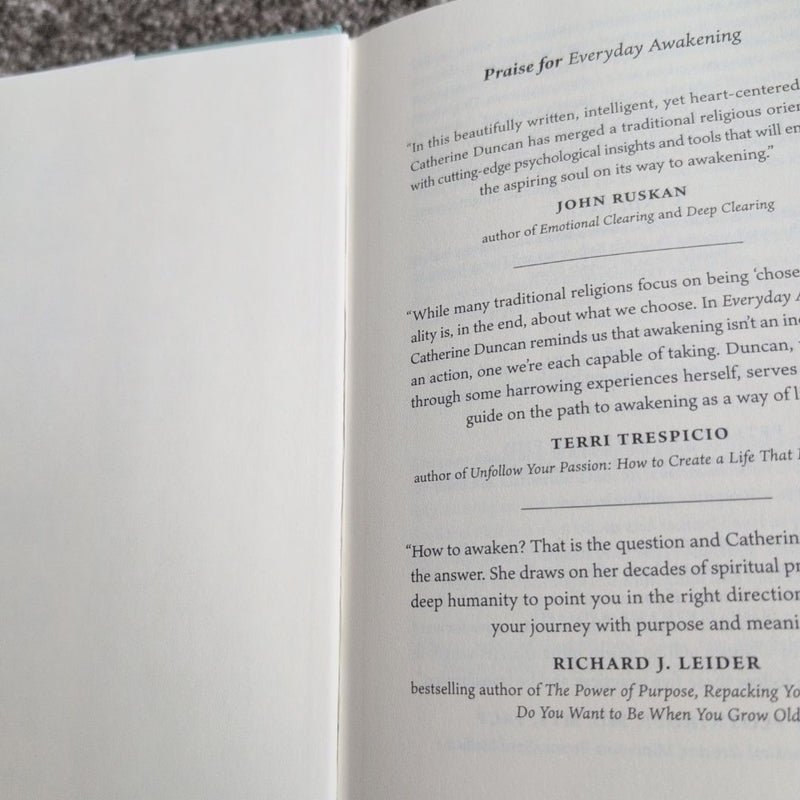 Praise for Everyday Awakening
“In this beautifully written, intelligent, yet heart-centered
Catherine Duncan has merged a traditional religious
with cutting-edge psychological insights and tools that will
the aspiring soul on its way to awakening.”
JOHN RUSKAN
author of Emotional Clearing and Deep Clearing
“While many traditional religions focus on being ‘chose
ality is, in the end, about what we choose. In Everyday A
Catherine Duncan reminds us that awakening isn’t an
an action, one we’re each capable of taking. Duncan,
through some harrowing experiences herself, serves
guide on the path to awakening as a way of
TERRI TRESPICIO
author of Unfollow Your Passion: How to Create a Life That
“How to awaken? That is the question and Catherin
the answer. She draws on her decades of spiritual pr
deep humanity to point you in the right direction
your journey with purpose and meani
RICHARD J. LEIDER
bestselling author of The Power of Purpose, Repacking Yo
Do You Want to Be When You Grow Old